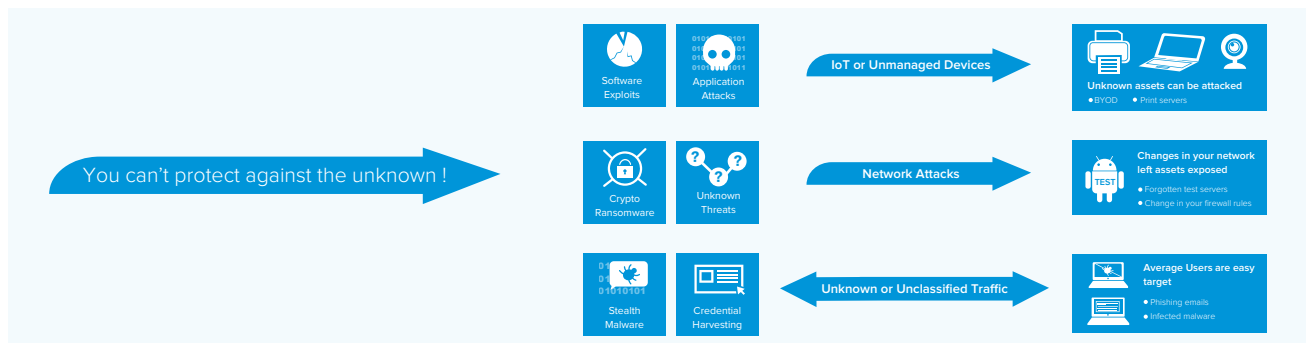 You can't protect against the unknown !
Software
Exploits
0101 0101
Application
Attacks
IoT or Unmanaged Devices
Unknown assets can be attacked
• BYOD • Print servers
Crypto
Ransomware
? ? ?
Unknown
Threats
Network Attacks
TEST
Changes in your network
left assets exposed
• Forgotten test servers
• Change in your firewall rules
01010101
Stealth
Malware
Credential
Harvesting
Unknown or Unclassified Traffic
Average Users are easy
target
• Phishing emails
• Infected malware